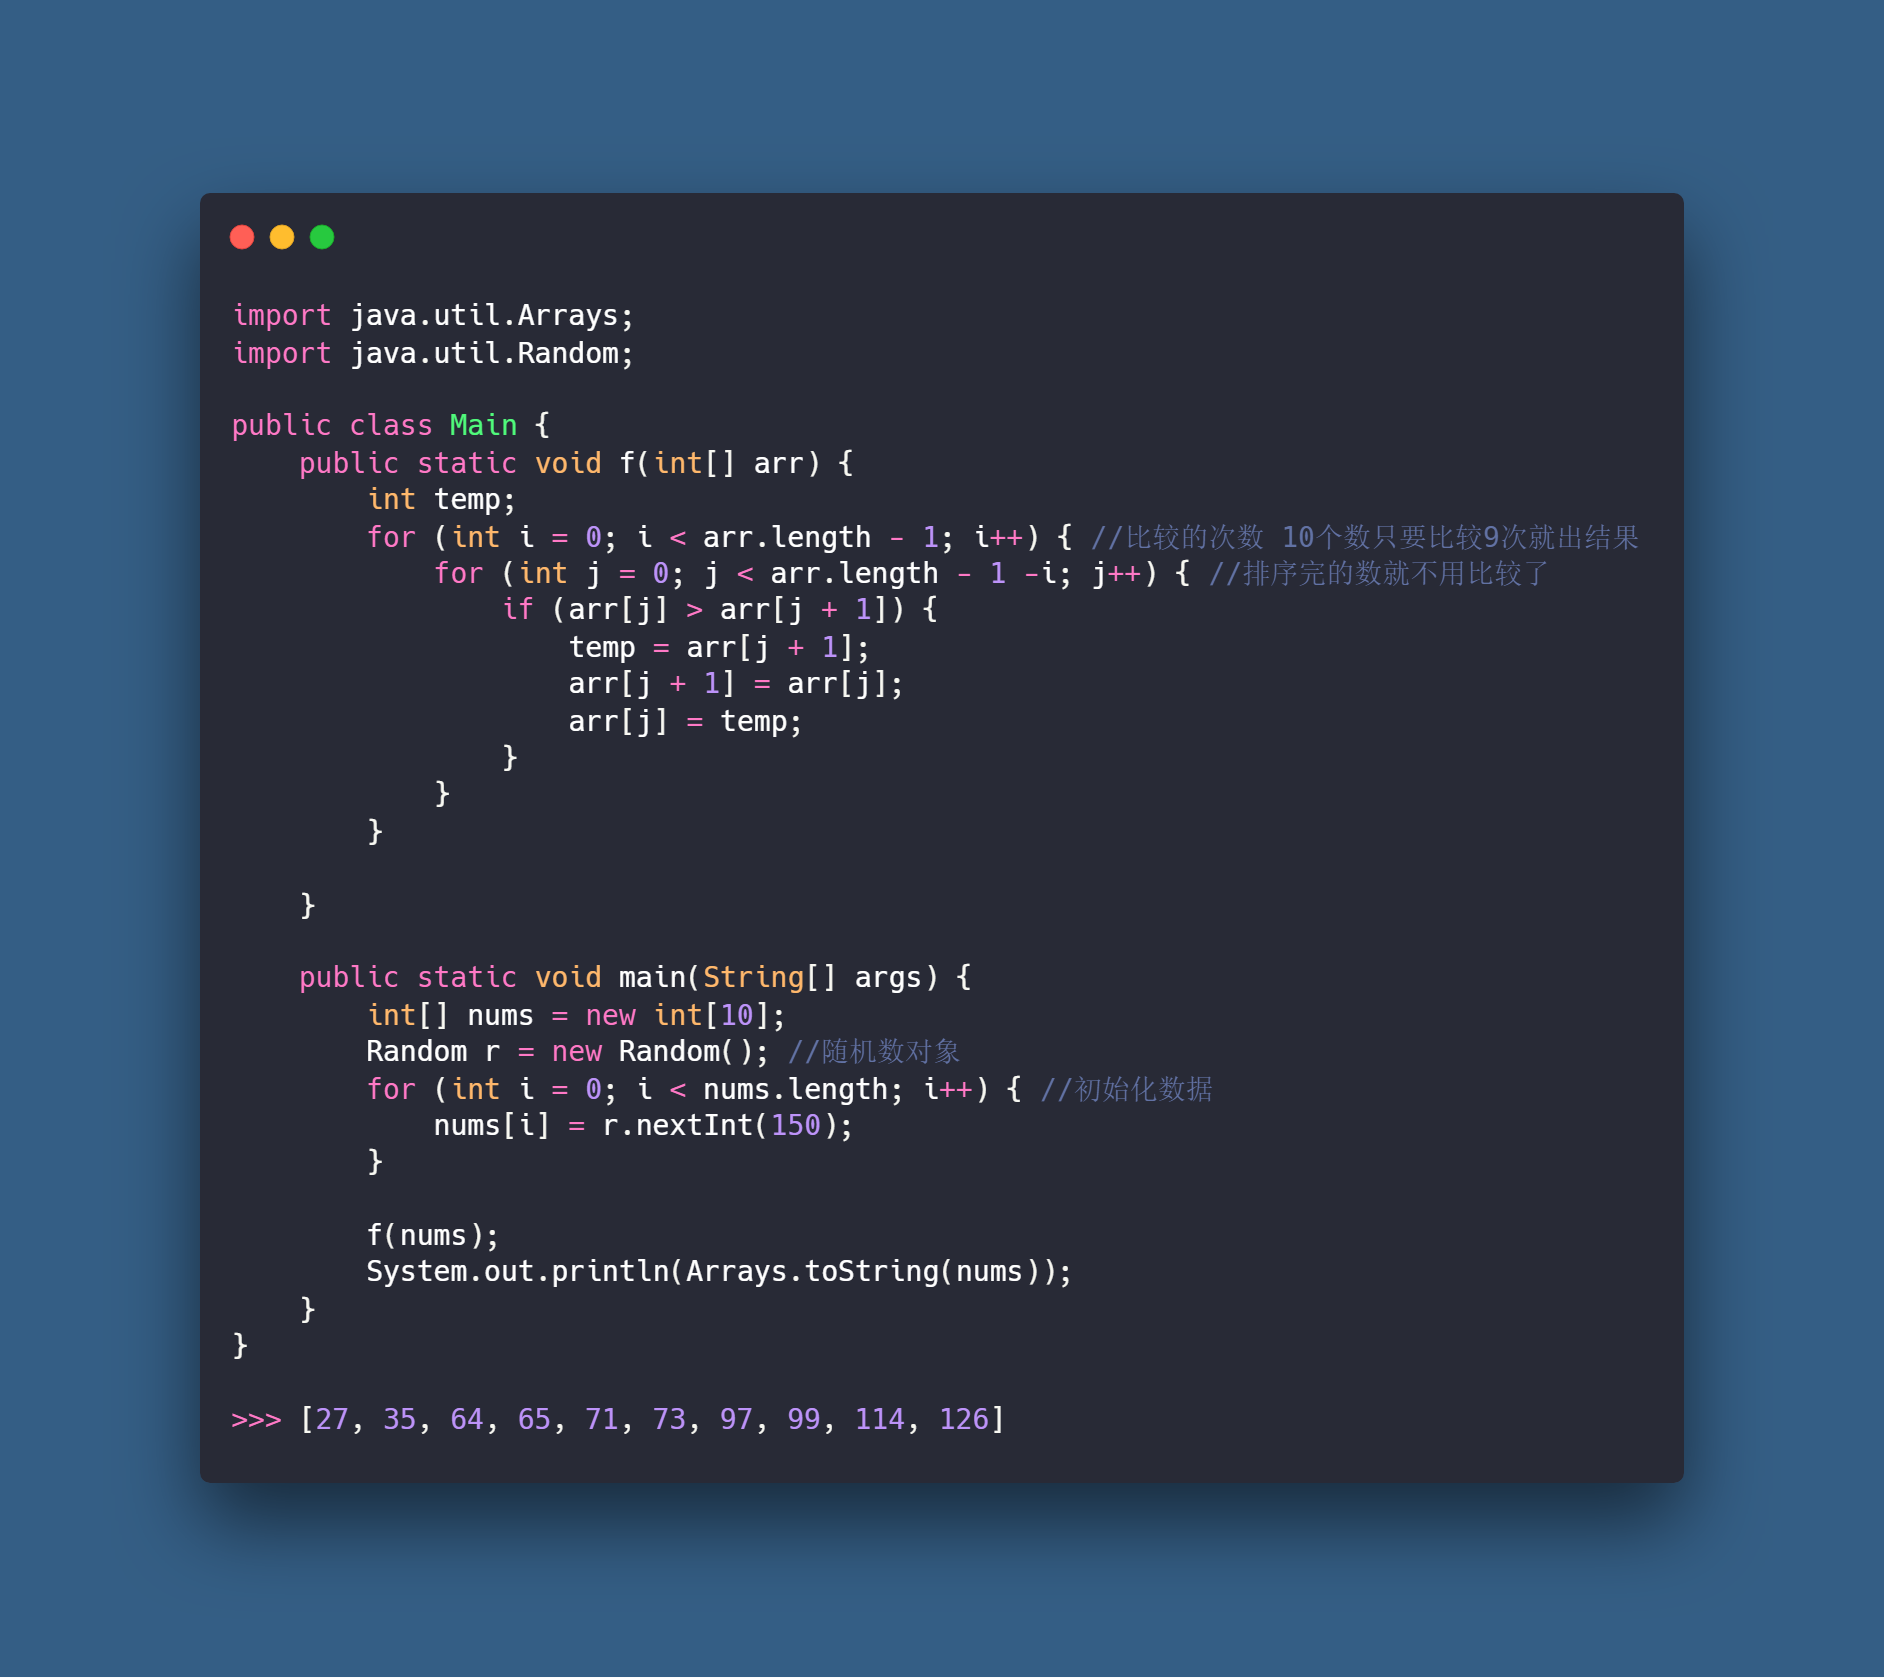 import java.util.Arrays;
import java.util.Random;

public class Main {
    public static void f(int[] arr) {
        int temp;
        for (int i = 0; i < arr.length - 1; i++) { //比较的次数 10个数只要比较9次就出结果
            for (int j = 0; j < arr.length - 1 -i; j++) { //排序完的数就不用比较了
                if (arr[j] > arr[j + 1]) {
                    temp = arr[j + 1];
                    arr[j + 1] = arr[j];
                    arr[j] = temp;
                }
            }
        }

    }

    public static void main(String[] args) {
        int[] nums = new int[10];
        Random r = new Random(); //随机数对象
        for (int i = 0; i < nums.length; i++) { //初始化数据
            nums[i] = r.nextInt(150);
        }

        f(nums);
        System.out.println(Arrays.toString(nums));
    }
}

>>> [27, 35, 64, 65, 71, 73, 97, 99, 114, 126]